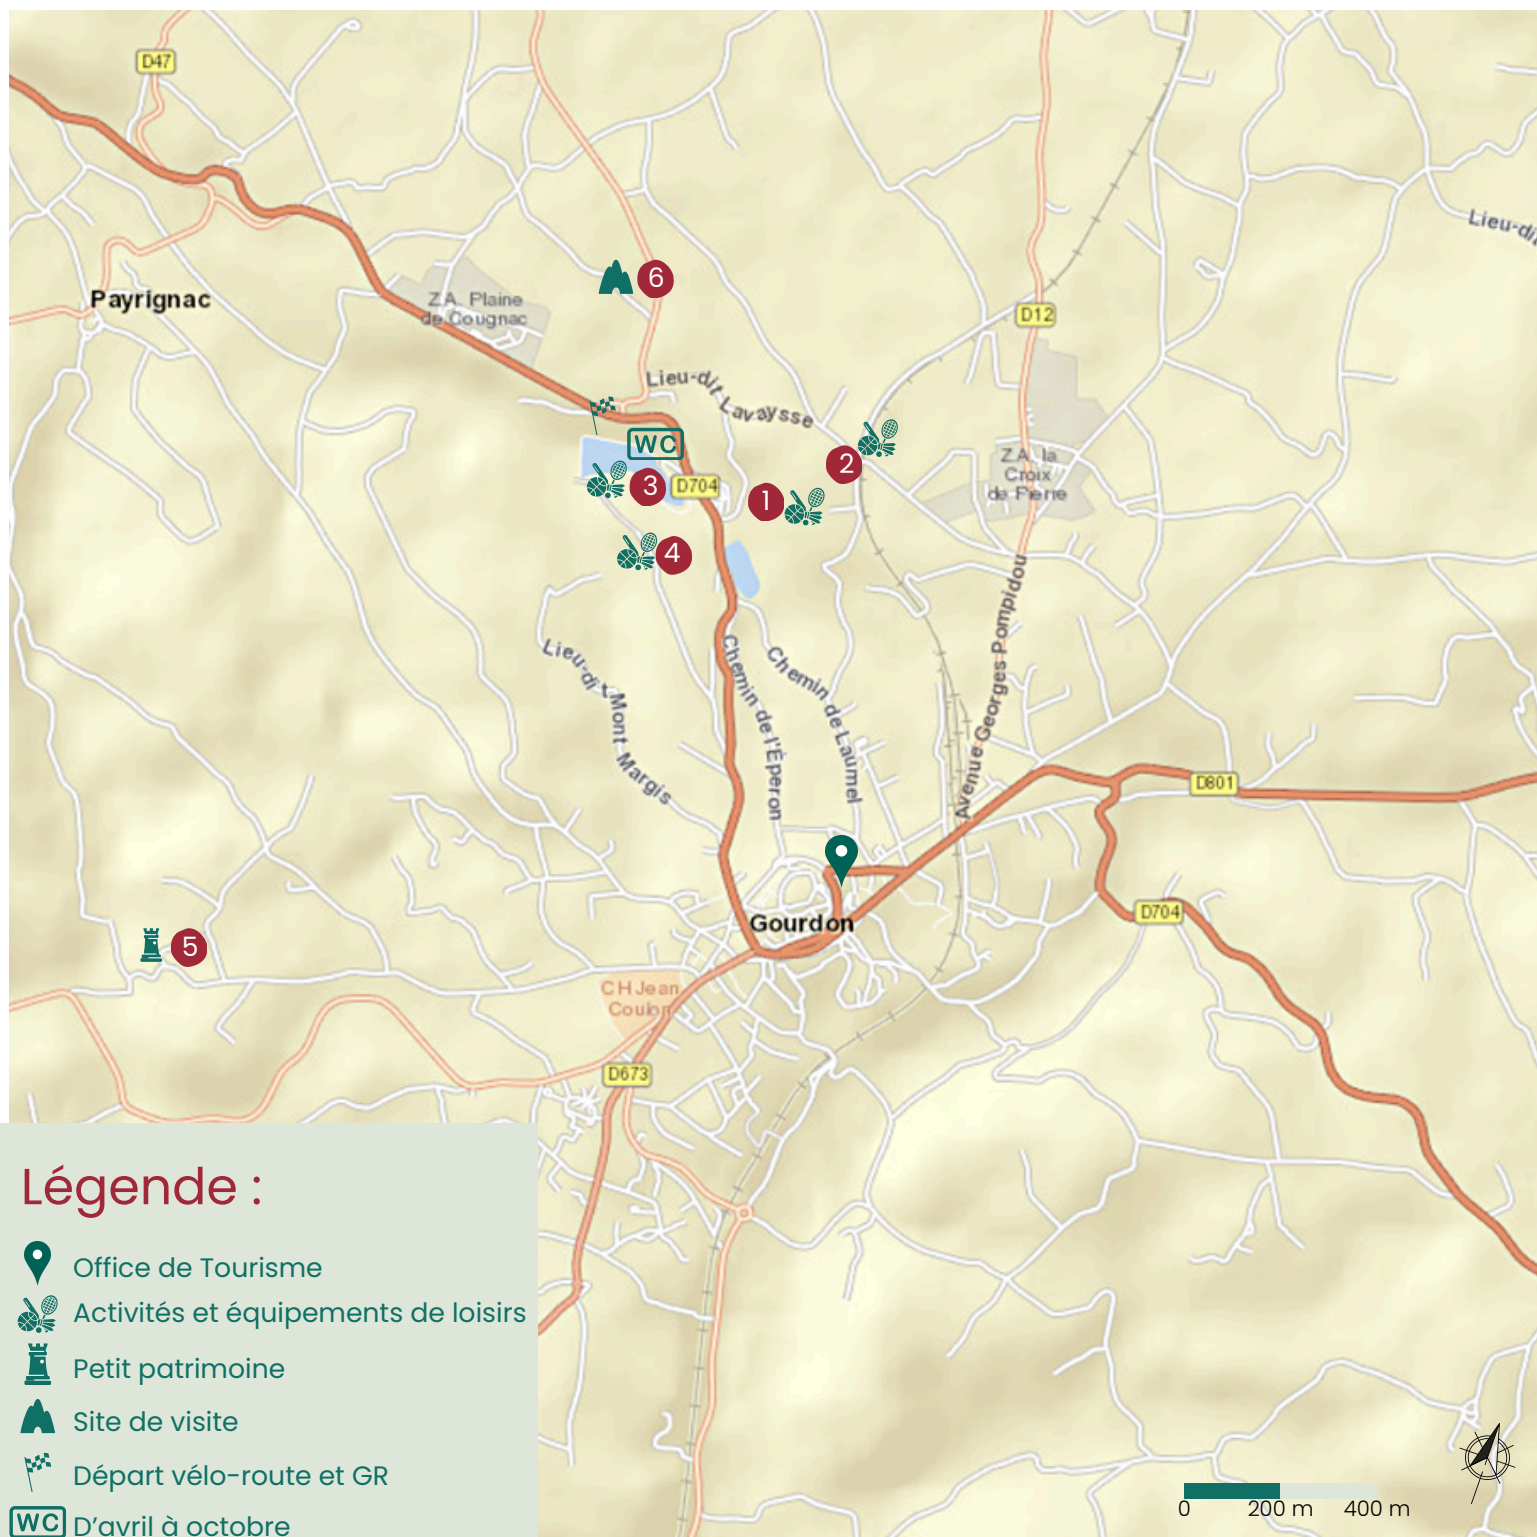 D47
Lieu-di
Payrignac
Z.A. Plaine
de Cougnac
6
D12
Lieu-dit Lavaysse
WC
2
Z.A. la
Croix
de Pierre
3
D704
1
4
Avenue Georges Pompidou
Lieu-dit Mont Margis
Chemin de l'Éperon
Chemin de Laumel
D801
D704
Gourdon
5
CH Jean
Coulon
D673
Légende :
Office de Tourisme
Activités et équipements de loisirs
Petit patrimoine
Site de visite
Départ vélo-route et GR
WC D'avril à octobre
0 200 m 400 m